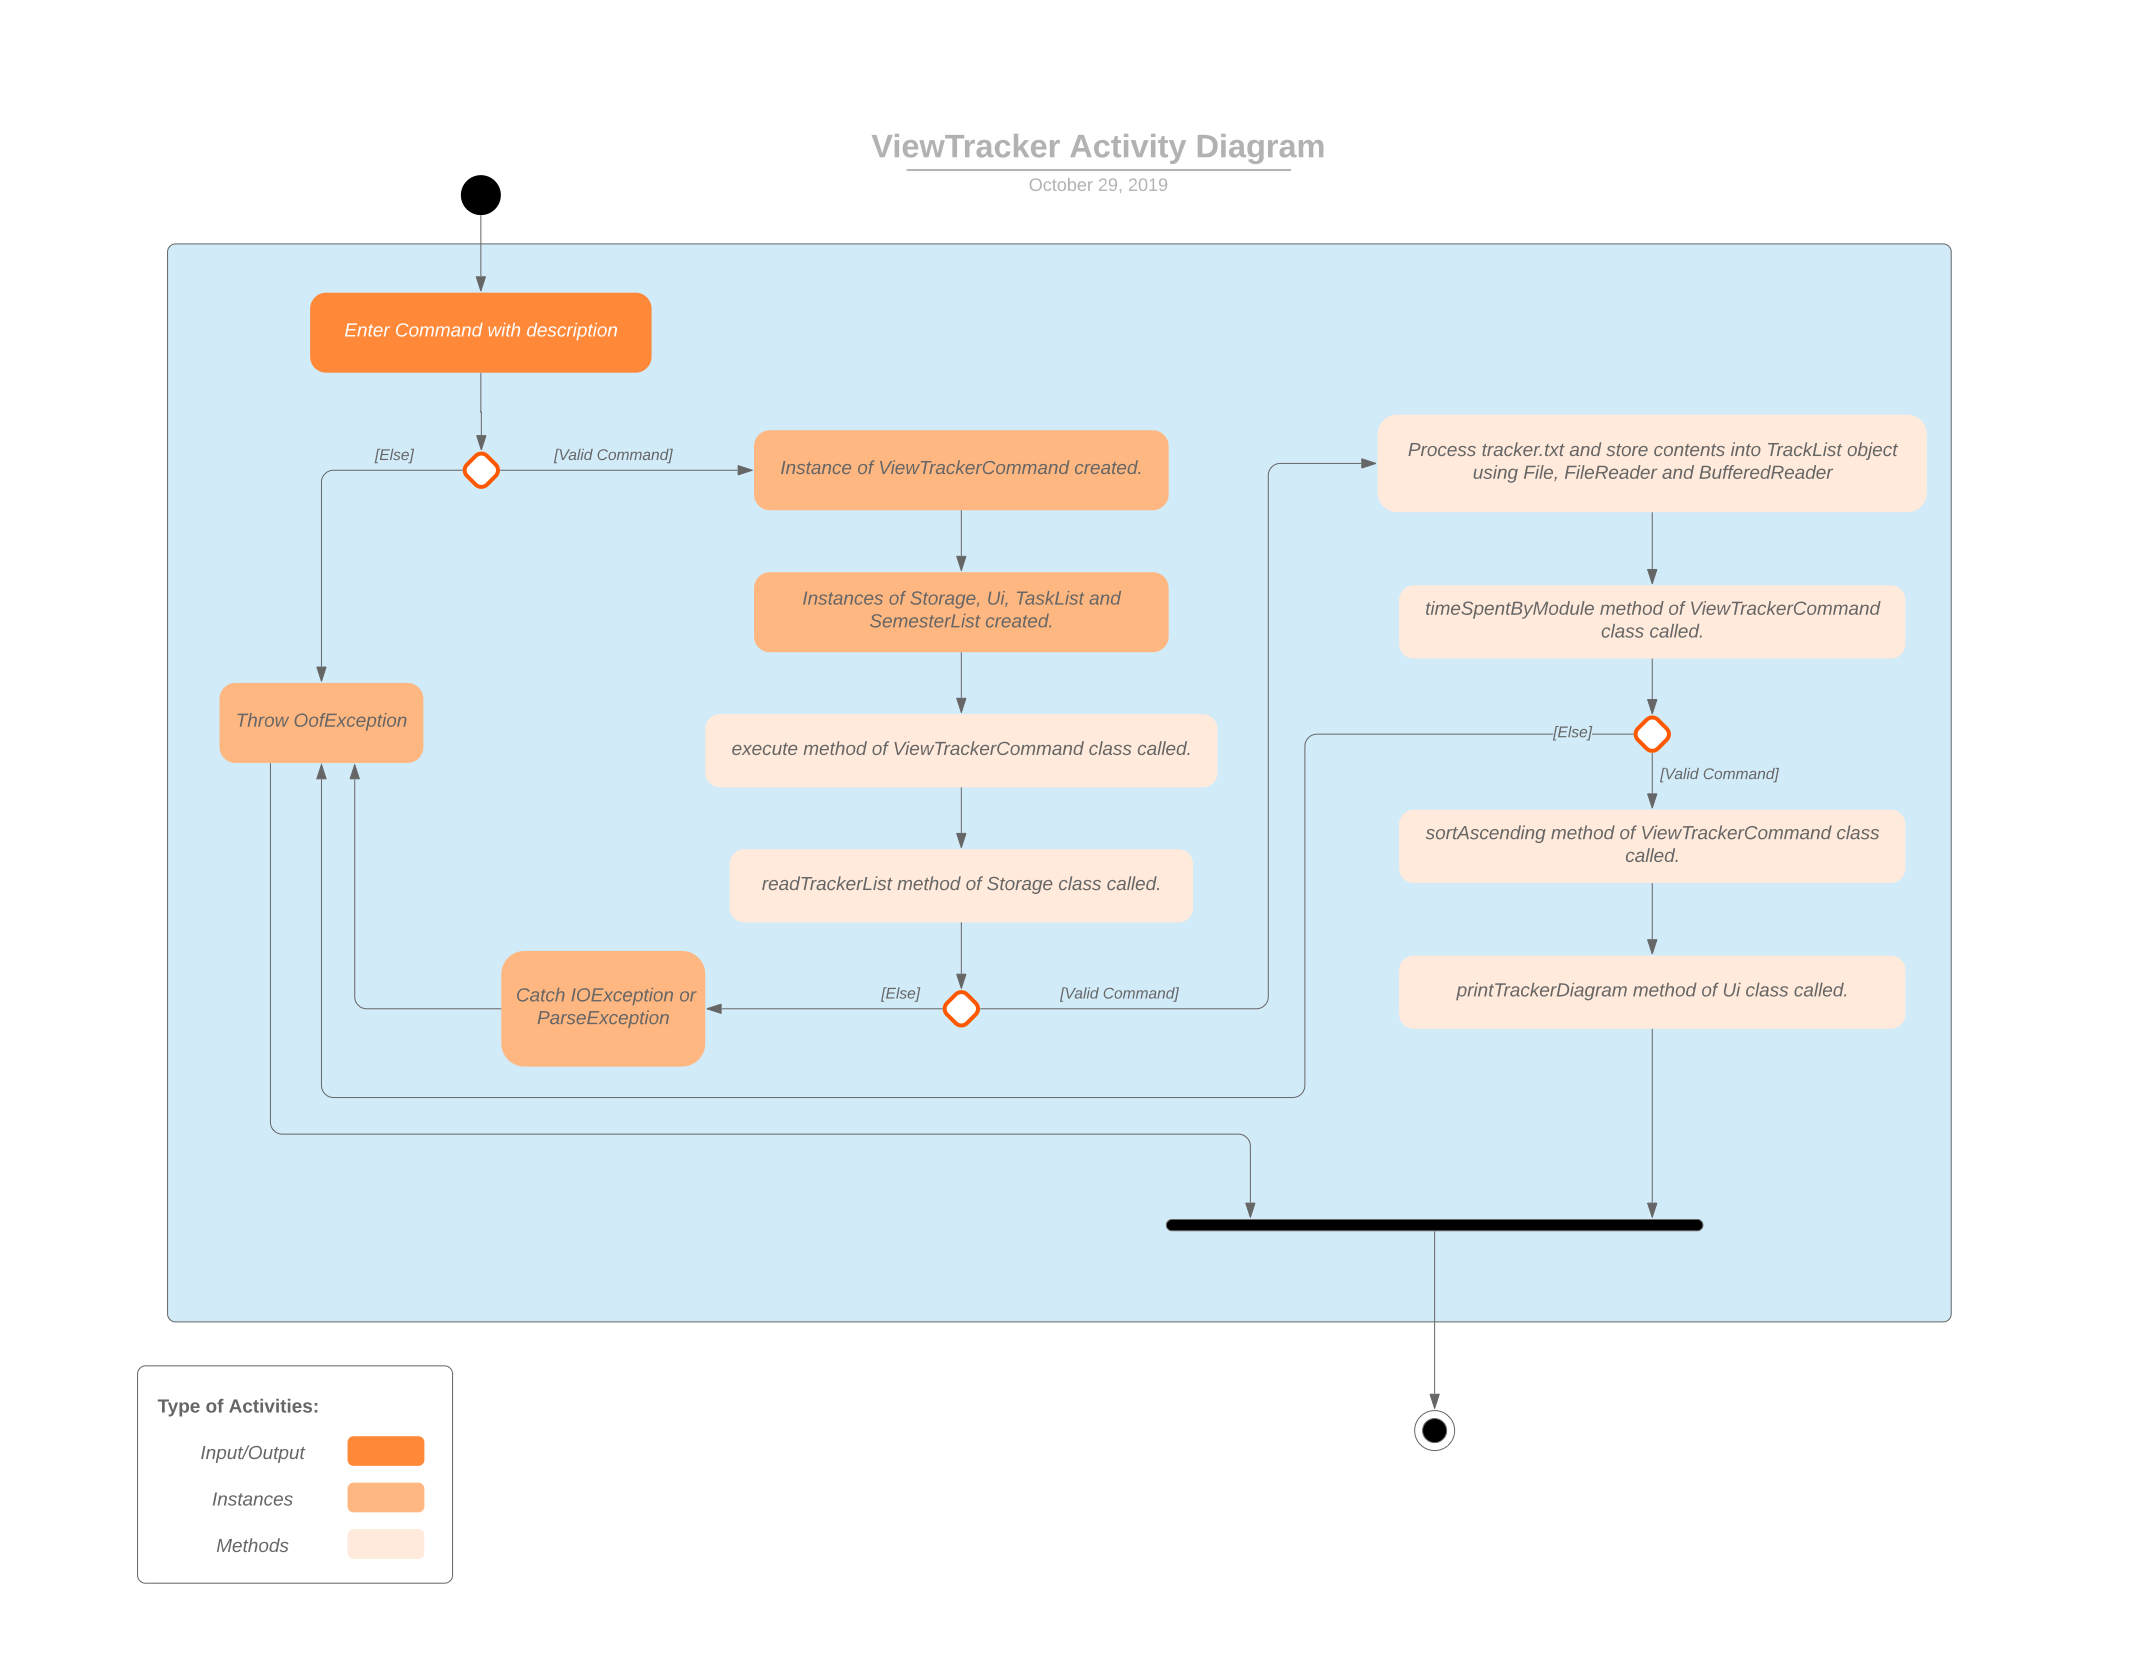 ViewTracker Activity Diagram
October 29, 2019
Enter Command with description
[Else]
[Valid Command]
Instance of ViewTrackerCommand created.
Instances of Storage, Ui, TaskList and
SemesterList created.
Throw OofException
execute method of ViewTrackerCommand class called.
readTrackerList method of Storage class called.
Catch IOException or
ParseException
[Else]
[Valid Command]
Process tracker.txt and store contents into TrackList object
using File, FileReader and BufferedReader
timeSpentByModule method of ViewTrackerCommand
class called.
[Else]
[Valid Command]
sortAscending method of ViewTrackerCommand class
called.
printTrackerDiagram method of Ui class called.
Type of Activities:
Input/Output
Instances
Methods